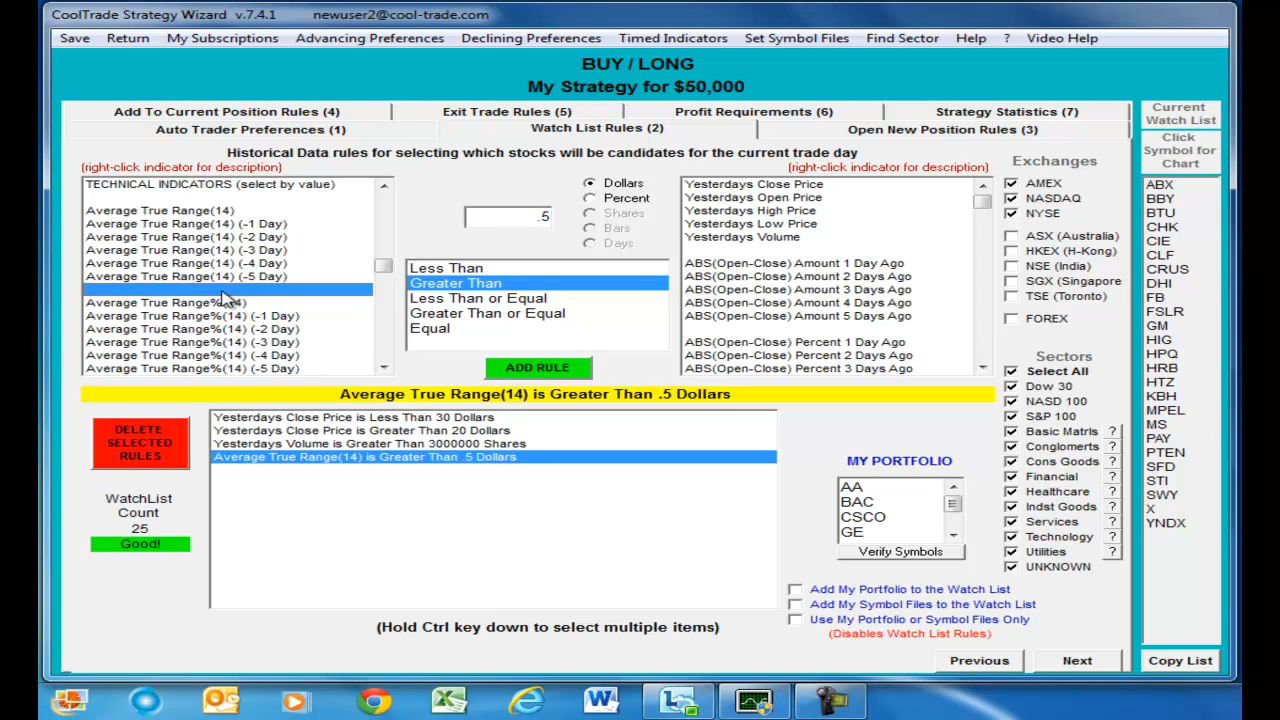 CoolTrade Strategy Wizard v.7.4.1 newuser2@cool-trade.com
Save Return My Subscriptions Advancing Preferences Declining Preferences Timed Indicators Set Symbol Files Find Sector Help ? Video Help
BUY / LONG
My Strategy for $50,000
Add To Current Position Rules (4) Exit Trade Rules (5) Profit Requirements (6) Strategy Statistics (7)
Auto Trader Preferences (1) Watch List Rules (2) Open New Position Rules (3)
Historical Data rules for selecting which stocks will be candidates for the current trade day
(right-click indicator for description)
TECHNICAL INDICATORS (select by value)
Average True Range(14)
Average True Range(14) (-1 Day)
Average True Range(14) (-2 Day)
Average True Range(14) (-3 Day)
Average True Range(14) (-4 Day)
Average True Range(14) (-5 Day)
Average True Range%(14)
Average True Range%(14) (-1 Day)
Average True Range%(14) (-2 Day)
Average True Range%(14) (-3 Day)
Average True Range%(14) (-4 Day)
Average True Range%(14) (-5 Day)
.5
Dollars
Percent
Shares
Bars
Days
Less Than
Greater Than
Less Than or Equal
Greater Than or Equal
Equal
ADD RULE
(right-click indicator for description)
Yesterdays Close Price
Yesterdays Open Price
Yesterdays High Price
Yesterdays Low Price
Yesterdays Volume
ABS(Open-Close) Amount 1 Day Ago
ABS(Open-Close) Amount 2 Days Ago
ABS(Open-Close) Amount 3 Days Ago
ABS(Open-Close) Amount 4 Days Ago
ABS(Open-Close) Amount 5 Days Ago
ABS(Open-Close) Percent 1 Day Ago
ABS(Open-Close) Percent 2 Days Ago
ABS(Open-Close) Percent 3 Days Ago
Average True Range(14) is Greater Than .5 Dollars
DELETE
SELECTED
RULES
WatchList
Count
25
Good!
Yesterdays Close Price is Less Than 30 Dollars
Yesterdays Close Price is Greater Than 20 Dollars
Yesterdays Volume is Greater Than 3000000 Shares
Average True Range(14) is Greater Than .5 Dollars
(Hold Ctrl key down to select multiple items)
MY PORTFOLIO
AA
BAC
CSCO
GE
Verify Symbols
Add My Portfolio to the Watch List
Add My Symbol Files to the Watch List
Use My Portfolio or Symbol Files Only
(Disables Watch List Rules)
Previous Next
Exchanges
AMEX
NASDAQ
NYSE
ASX (Australia)
HKEX (H-Kong)
NSE (India)
SGX (Singapore
TSE (Toronto)
FOREX
Sectors
Select All
Dow 30
NASD 100
S&P 100
Basic Matrls ?
Conglomerts ?
Cons Goods ?
Financial ?
Healthcare ?
Indst Goods ?
Services ?
Technology ?
Utilities ?
UNKNOWN
Current
Watch List
Click
Symbol for
Chart
ABX
BBY
BTU
CHK
CIE
CLF
CRUS
DHI
FB
FSLR
GM
HIG
HPQ
HRB
HTZ
KBH
MPEL
MS
PAY
PTEN
SFD
STI
SWY
X
YNDX
Copy List